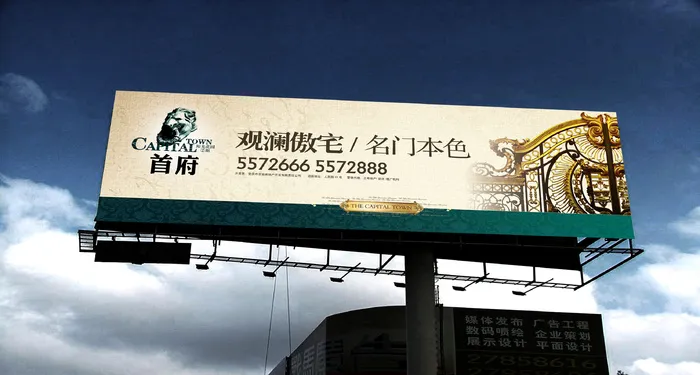 CAPITAL TOWN
首府
观澜傲宅 / 名门本色
5572666 5572888
THE CAPITAL TOWN
媒体发布 广告工程
数码喷绘 企业策划
展示设计 平面设计
27858616